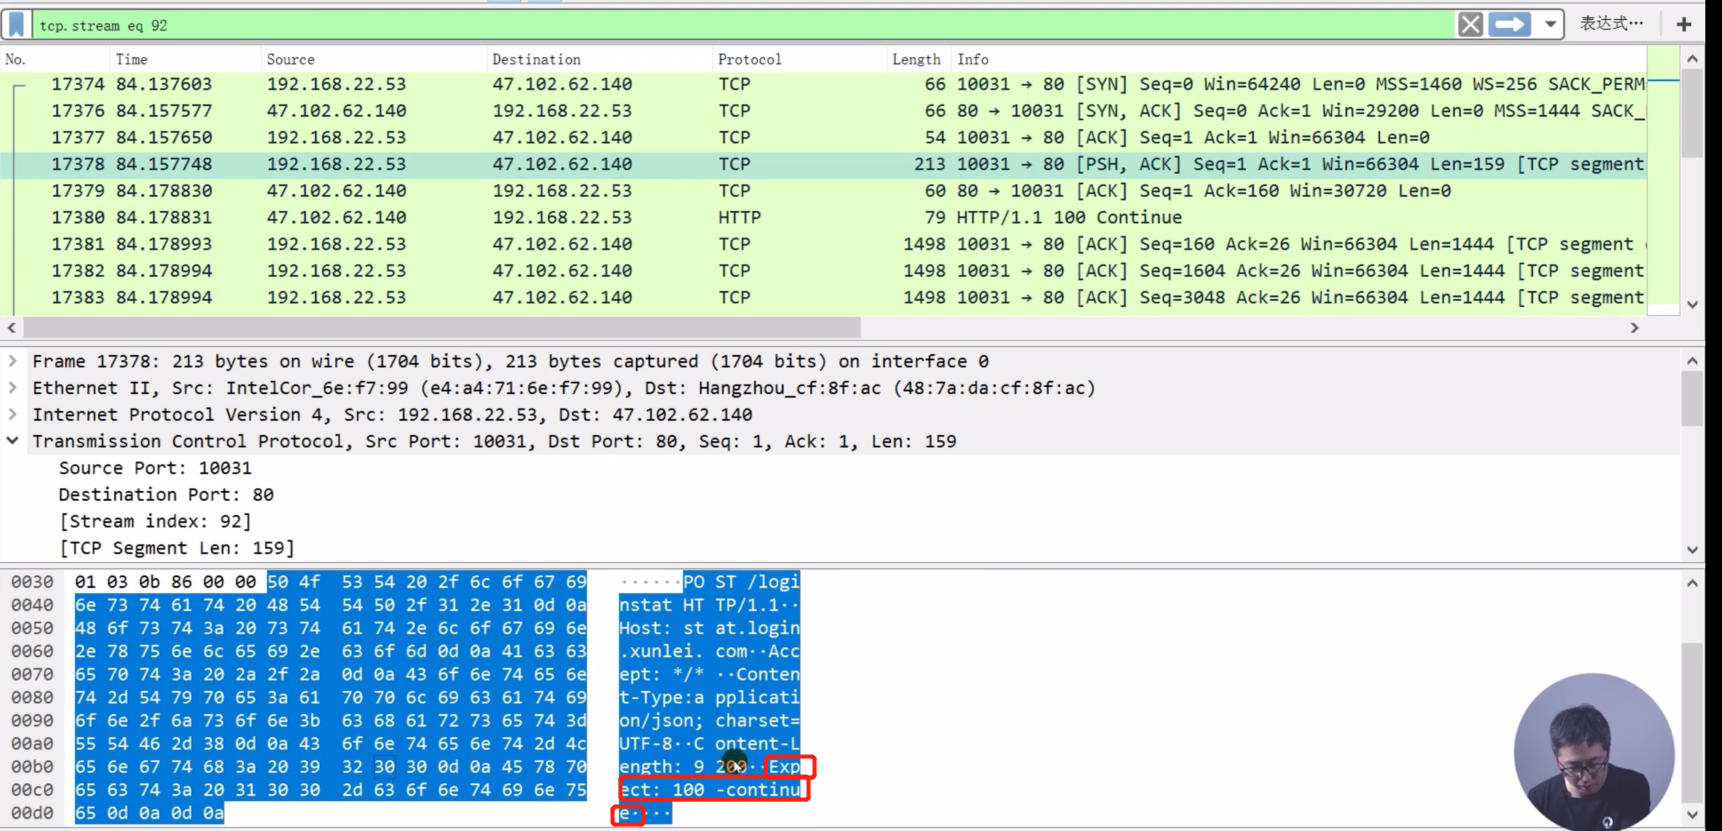 tcp.stream eq 92 表达式… +
No. Time Source Destination Protocol Length Info
17374 84.137603 192.168.22.53 47.102.62.140 TCP 66 10031 → 80 [SYN] Seq=0 Win=64240 Len=0 MSS=1460 WS=256 SACK_PERM
17376 84.157577 47.102.62.140 192.168.22.53 TCP 66 80 → 10031 [SYN, ACK] Seq=0 Ack=1 Win=29200 Len=0 MSS=1444 SACK_
17377 84.157650 192.168.22.53 47.102.62.140 TCP 54 10031 → 80 [ACK] Seq=1 Ack=1 Win=66304 Len=0
17378 84.157748 192.168.22.53 47.102.62.140 TCP 213 10031 → 80 [PSH, ACK] Seq=1 Ack=1 Win=66304 Len=159 [TCP segment
17379 84.178830 47.102.62.140 192.168.22.53 TCP 60 80 → 10031 [ACK] Seq=1 Ack=160 Win=30720 Len=0
17380 84.178831 47.102.62.140 192.168.22.53 HTTP 79 HTTP/1.1 100 Continue
17381 84.178993 192.168.22.53 47.102.62.140 TCP 1498 10031 → 80 [ACK] Seq=160 Ack=26 Win=66304 Len=1444 [TCP segment
17382 84.178994 192.168.22.53 47.102.62.140 TCP 1498 10031 → 80 [ACK] Seq=1604 Ack=26 Win=66304 Len=1444 [TCP segment
17383 84.178994 192.168.22.53 47.102.62.140 TCP 1498 10031 → 80 [ACK] Seq=3048 Ack=26 Win=66304 Len=1444 [TCP segment
Frame 17378: 213 bytes on wire (1704 bits), 213 bytes captured (1704 bits) on interface 0
Ethernet II, Src: IntelCor_6e:f7:99 (e4:a4:71:6e:f7:99), Dst: Hangzhou_cf:8f:ac (48:7a:da:cf:8f:ac)
Internet Protocol Version 4, Src: 192.168.22.53, Dst: 47.102.62.140
Transmission Control Protocol, Src Port: 10031, Dst Port: 80, Seq: 1, Ack: 1, Len: 159
Source Port: 10031
Destination Port: 80
[Stream index: 92]
[TCP Segment Len: 159]
0030 01 03 0b 86 00 00 50 4f 53 54 20 2f 6c 6f 67 69 ······PO ST /logi
0040 6e 73 74 61 74 20 48 54 54 50 2f 31 2e 31 0d 0a nstat HT TP/1.1··
0050 48 6f 73 74 3a 20 73 74 61 74 2e 6c 6f 67 69 6e Host: st at.login
0060 2e 78 75 6e 6c 65 69 2e 63 6f 6d 0d 0a 41 63 63 .xunlei. com··Acc
0070 65 70 74 3a 20 2a 2f 2a 0d 0a 43 6f 6e 74 65 6e ept: */* ··Conten
0080 74 2d 54 79 70 65 3a 61 70 70 6c 69 63 61 74 69 t-Type:a pplicati
0090 6f 6e 2f 6a 73 6f 6e 3b 63 68 61 72 73 65 74 3d on/json; charset=
00a0 55 54 46 2d 38 0d 0a 43 6f 6e 74 65 6e 74 2d 4c UTF-8··C ontent-L
00b0 65 6e 67 74 68 3a 20 39 32 30 30 0d 0a 45 78 70 ength: 9 200··Exp
00c0 65 63 74 3a 20 31 30 30 2d 63 6f 6e 74 69 6e 75 ect: 100 -continu
00d0 65 0d 0a 0d 0a e····